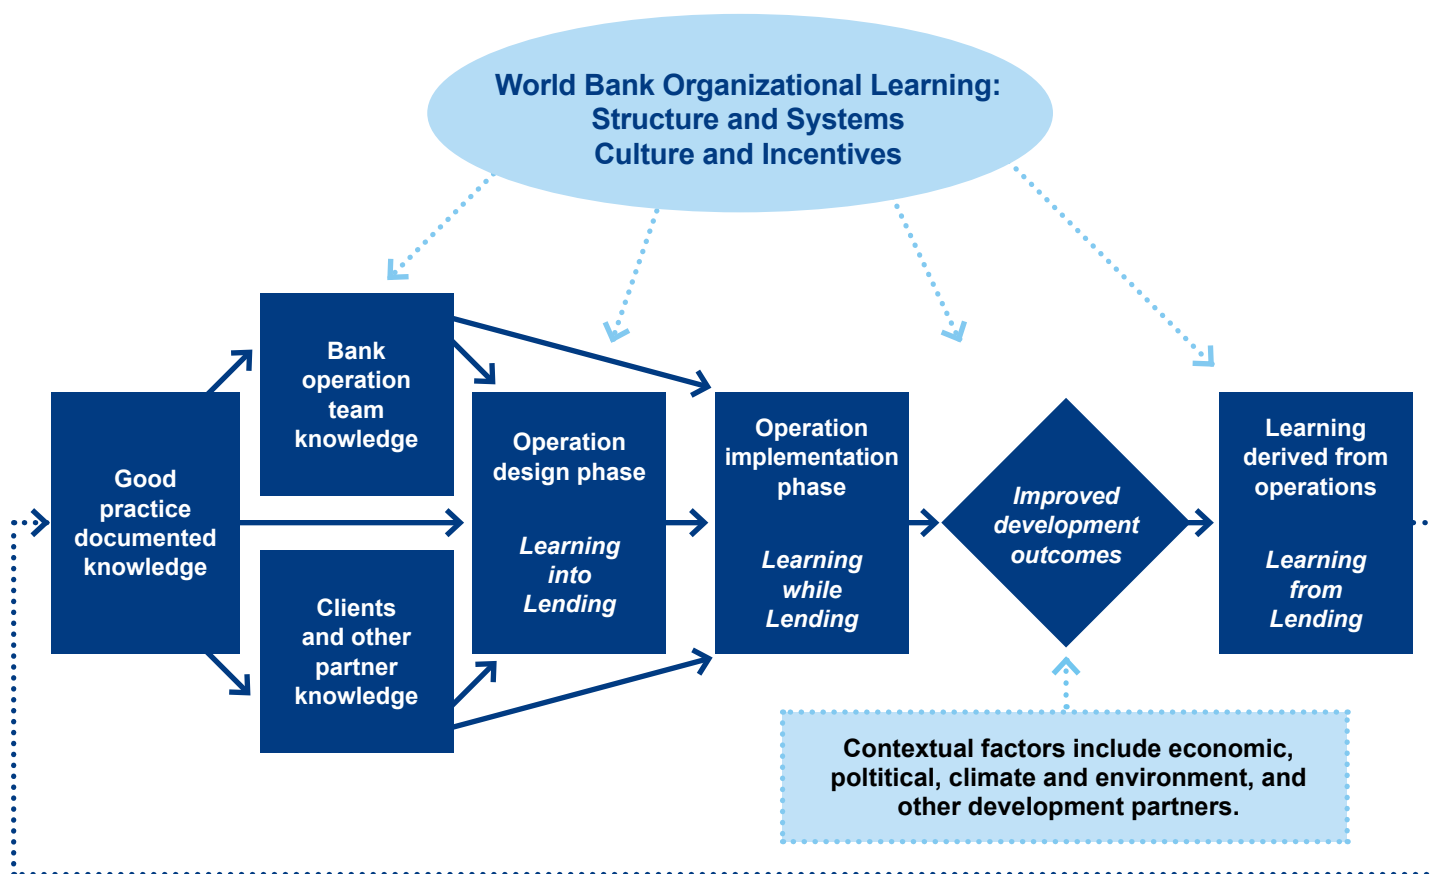 World Bank Organizational Learning:
Structure and Systems
Culture and Incentives
Good
practice
documented
knowledge
Bank
operation
team
knowledge
Clients
and other
partner
knowledge
Operation
design phase
Learning
into
Lending
Operation
implementation
phase
Learning
while
Lending
Improved
development
outcomes
Learning
derived from
operations
Learning
from
Lending
Contextual factors include economic,
poltitical, climate and environment, and
other development partners.